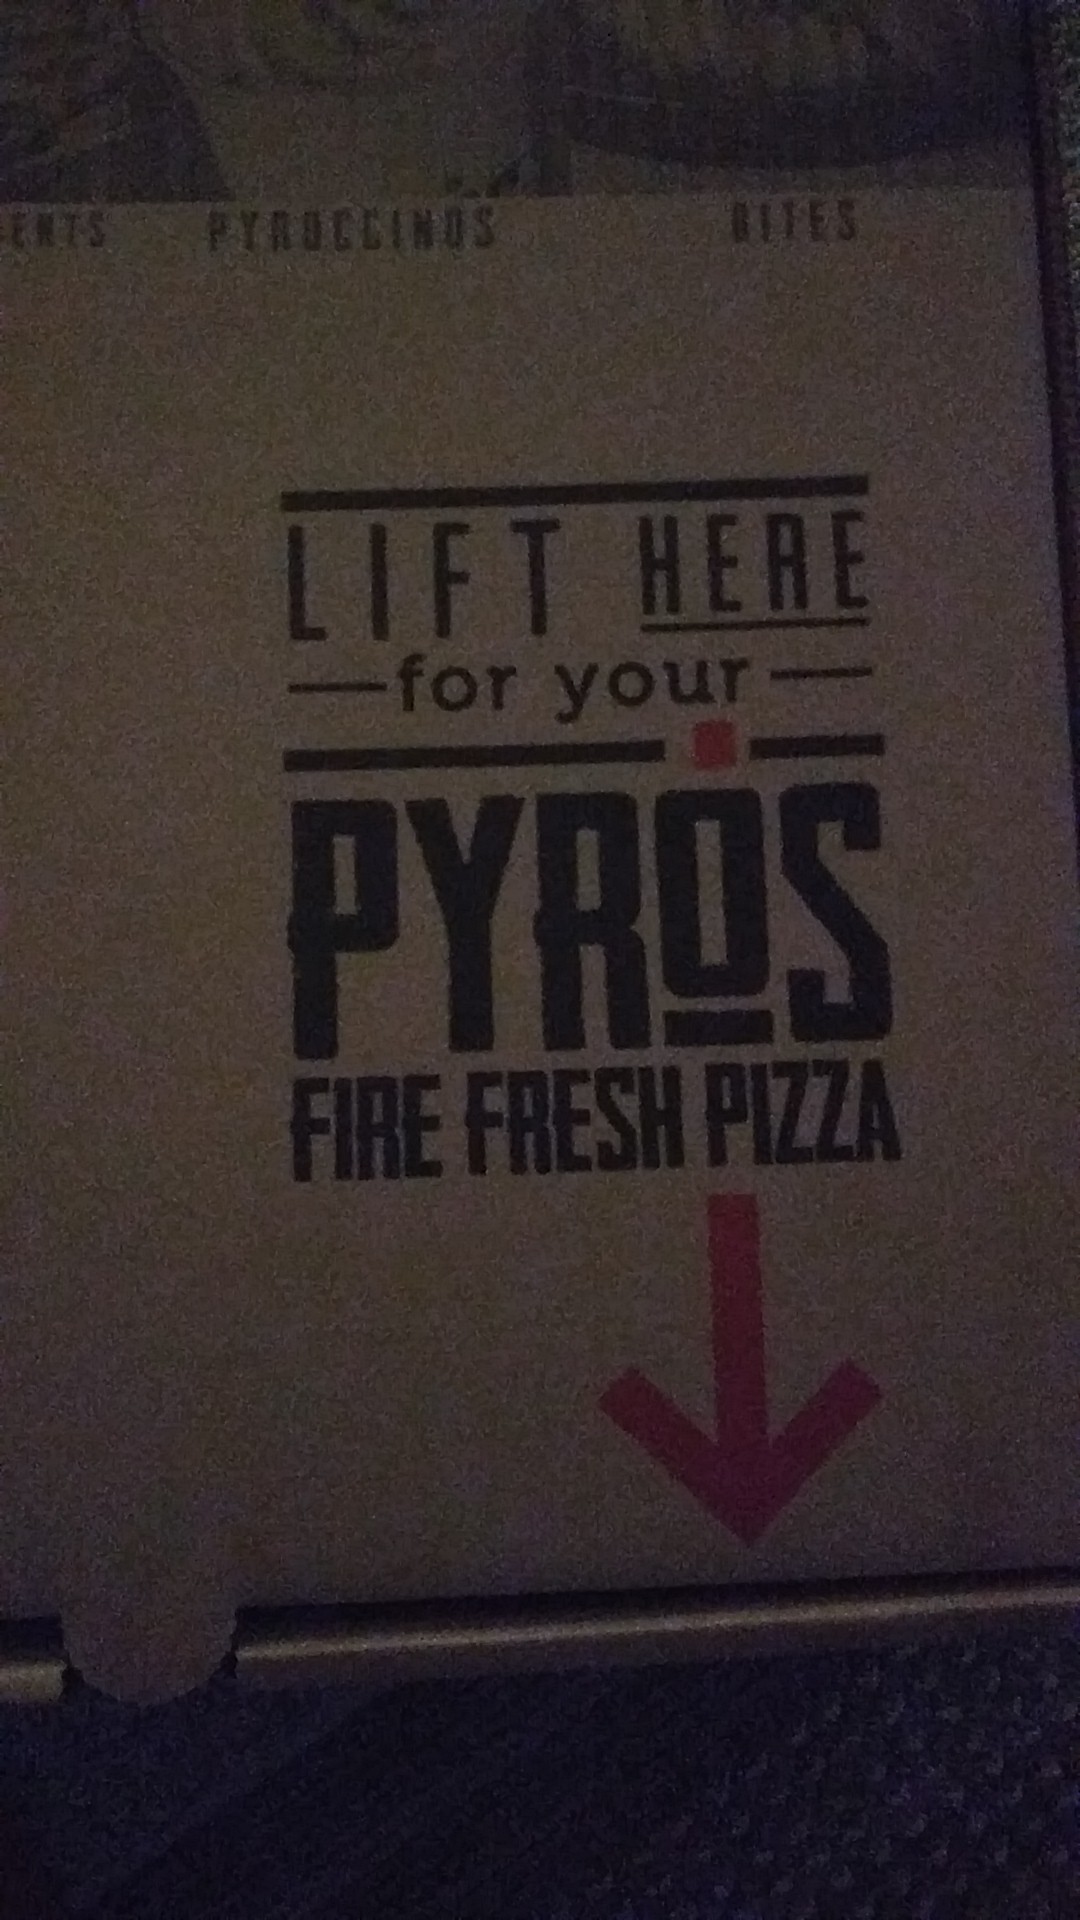 PYROCCINOS BITES
LIFT HERE
for your
PYROS
FIRE FRESH PIZZA